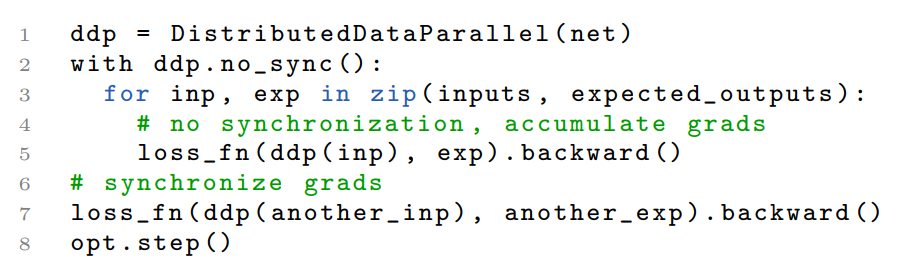 1 ddp = DistributedDataParallel(net)
2 with ddp.no_sync():
3   for inp, exp in zip(inputs, expected_outputs):
4     # no synchronization, accumulate grads
5     loss_fn(ddp(inp), exp).backward()
6 # synchronize grads
7 loss_fn(ddp(another_inp), another_exp).backward()
8 opt.step()